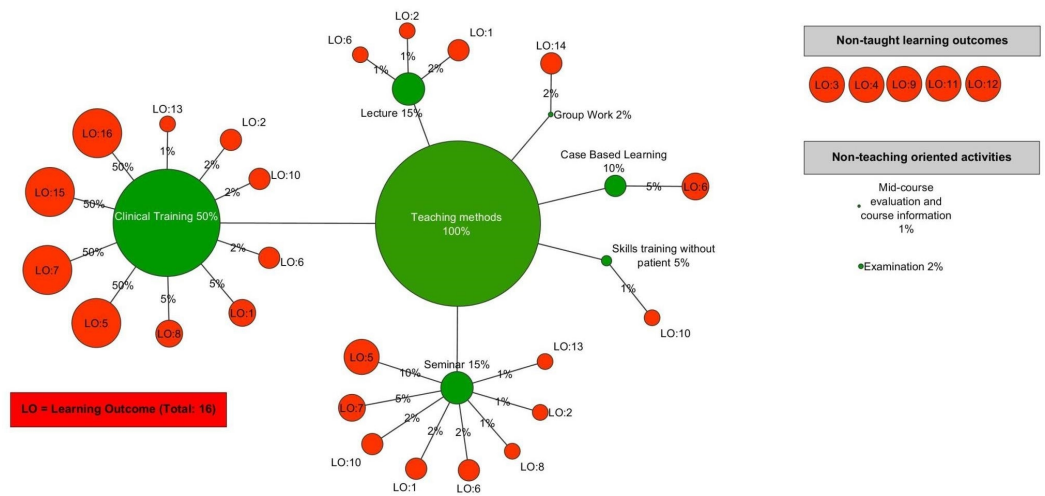 LO:2
LO:6
LO:1
1%
1%
2%
Lecture 15%
LO:14
2%
Group Work 2%
Case Based Learning
10%
5%
LO:6
Skills training without
patient 5%
1%
LO:10
Teaching methods
100%
LO:13
LO:16
LO:2
1%
50%
2%
LO:10
2%
LO:15
50%
Clinical Training 50%
LO:7
50%
2%
LO:6
50%
5%
5%
LO:5
LO:8
LO:1
Seminar 15%
LO:5
10%
LO:13
1%
LO:7
5%
1%
LO:2
2%
2%
2%
1%
LO:10
LO:1
LO:6
LO:8
LO = Learning Outcome (Total: 16)
Non-taught learning outcomes
LO:3 LO:4 LO:9 LO:11 LO:12
Non-teaching oriented activities
Mid-course
evaluation and
course information
1%
Examination 2%